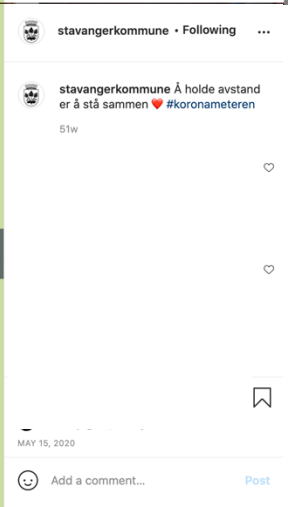 stavangerkommune • Following
stavangerkommune Å holde avstand
er å stå sammen ❤️ #koronameteren
51w
MAY 15, 2020
Add a comment...
Post